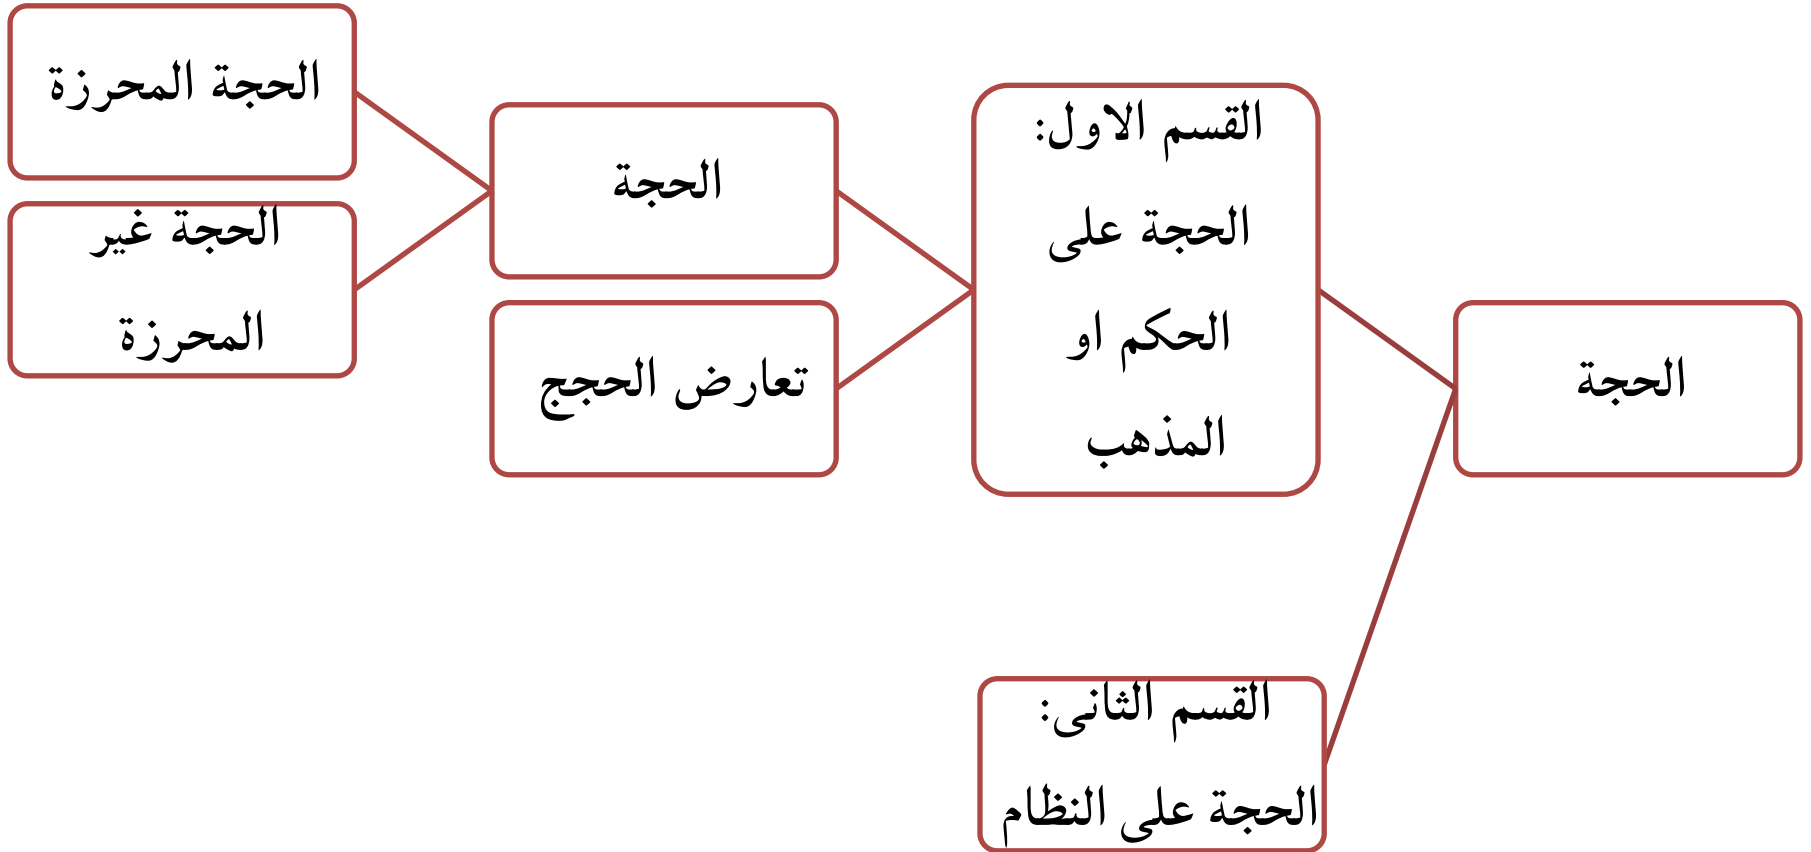 الحجة
القسم الاول:
الحجة على
الحكم او
المذهب
الحجة
الحجة المحرزة
الحجة غير
المحرزة
تعارض الحجج
القسم الثانى:
الحجة على النظام